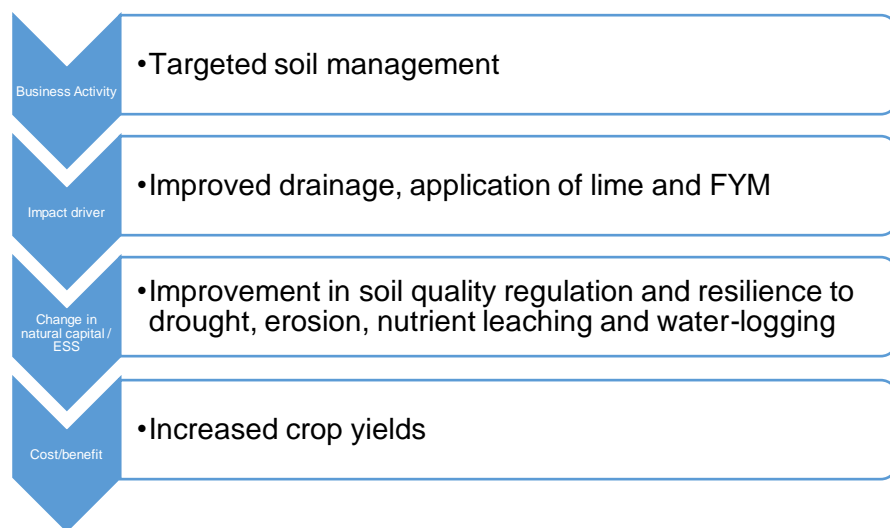 Business Activity
•Targeted soil management
Impact driver
•Improved drainage, application of lime and FYM
Change in
natural capital /
ESS
•Improvement in soil quality regulation and resilience to
drought, erosion, nutrient leaching and water-logging
Cost/benefit
•Increased crop yields